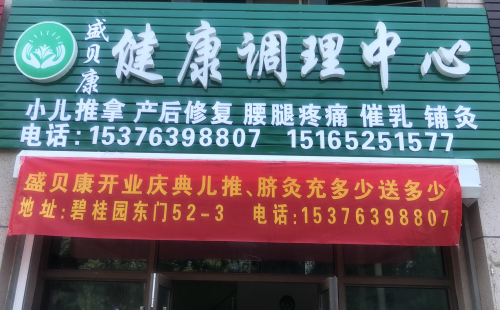 盛贝康 健康调理中心
小儿推拿 产后修复 腰腿疼痛 催乳 铺灸
电话:15376398807 15165251577
盛贝康开业庆典儿推、脐灸充多少送多少
地址:碧桂园东门52-3 电话:15376398807